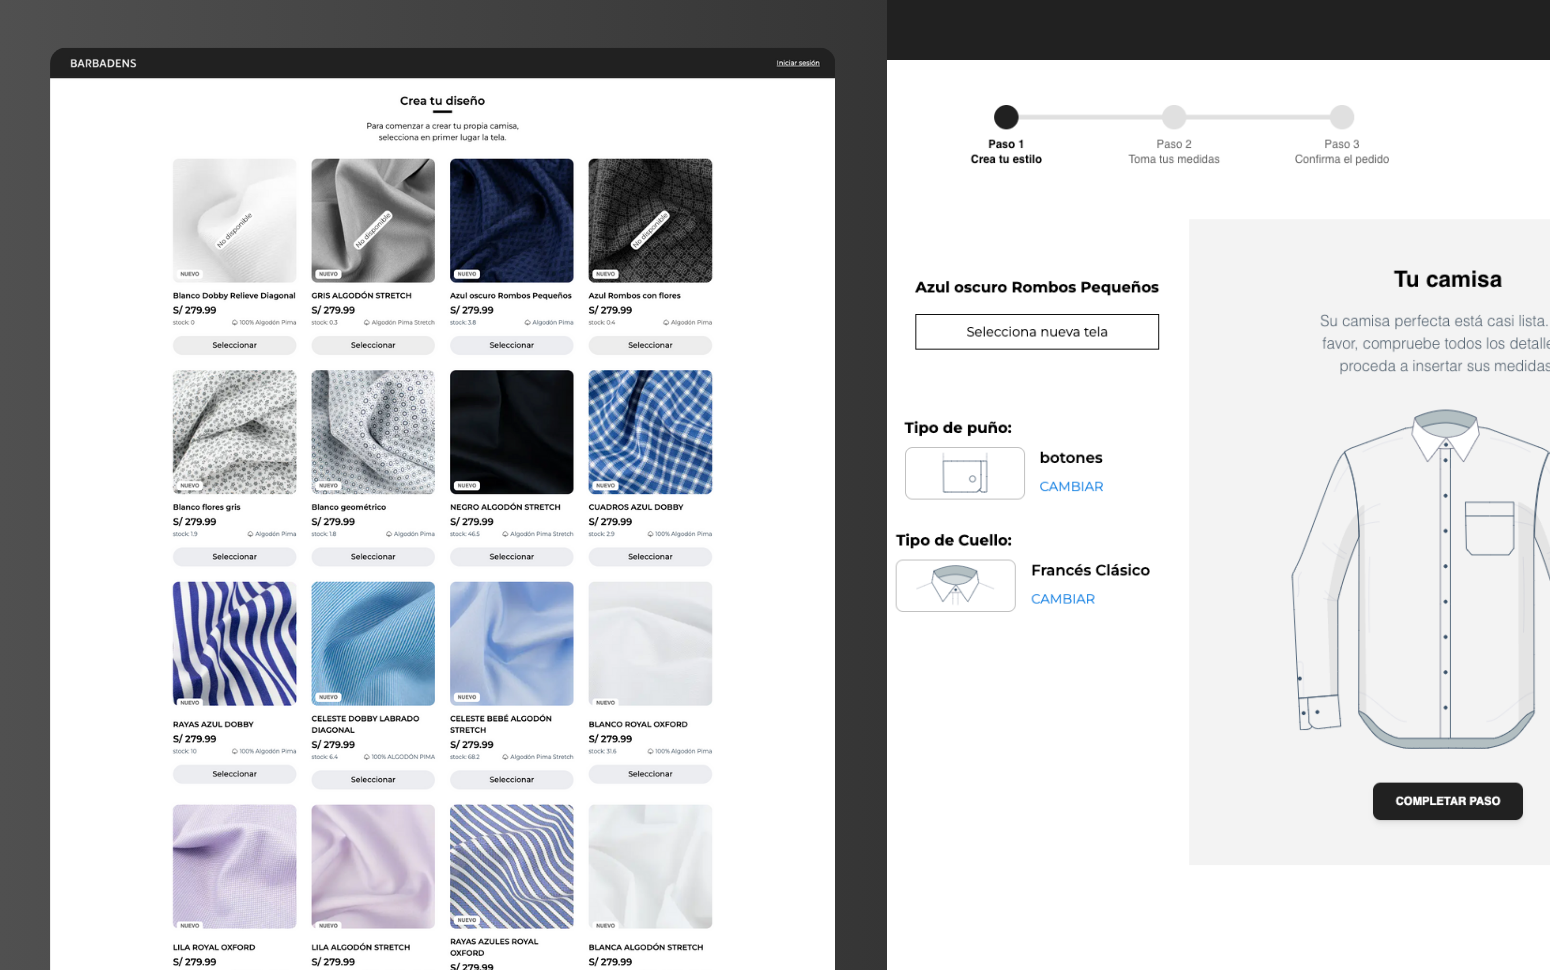 BARBADENS
Iniciar sesión
Crea tu diseño
Para comenzar a crear tu propia camisa,
selecciona en primer lugar la tela.
No disponible
NUEVO
Blanco Dobby Relieve Diagonal
S/ 279.99
stock: 0
100% Algodón Pima
Seleccionar
No disponible
NUEVO
GRIS ALGODÓN STRETCH
S/ 279.99
stock: 0.3
Algodón Pima Stretch
Seleccionar
NUEVO
Azul oscuro Rombos Pequeños
S/ 279.99
stock: 3.8
Algodón Pima
Seleccionar
No disponible
NUEVO
Azul Rombos con flores
S/ 279.99
stock: 0.4
Algodón Pima
Seleccionar
NUEVO
Blanco flores gris
S/ 279.99
stock: 1.9
Algodón Pima
Seleccionar
NUEVO
Blanco geométrico
S/ 279.99
stock: 1.8
Algodón Pima
Seleccionar
NUEVO
NEGRO ALGODÓN STRETCH
S/ 279.99
stock: 46.5
Algodón Pima Stretch
Seleccionar
NUEVO
CUADROS AZUL DOBBY
S/ 279.99
stock: 2.9
100% Algodón Pima
Seleccionar
NUEVO
RAYAS AZUL DOBBY
S/ 279.99
stock: 10
100% Algodón Pima
Seleccionar
NUEVO
CELESTE DOBBY LABRADO
DIAGONAL
S/ 279.99
stock: 6.4
100% ALGODÓN PIMA
Seleccionar
NUEVO
CELESTE BEBÉ ALGODÓN
STRETCH
S/ 279.99
stock: 68.2
Algodón Pima Stretch
Seleccionar
NUEVO
BLANCO ROYAL OXFORD
S/ 279.99
stock: 31.6
100% Algodón Pima
Seleccionar
NUEVO
LILA ROYAL OXFORD
S/ 279.99
NUEVO
LILA ALGODÓN STRETCH
S/ 279.99
NUEVO
RAYAS AZULES ROYAL
OXFORD
S/ 279.99
NUEVO
BLANCA ALGODÓN STRETCH
S/ 279.99
Paso 1
Crea tu estilo
Paso 2
Toma tus medidas
Paso 3
Confirma el pedido
Azul oscuro Rombos Pequeños
Selecciona nueva tela
Tipo de puño:
botones
CAMBIAR
Tipo de Cuello:
Francés Clásico
CAMBIAR
Tu camisa
Su camisa perfecta está casi lista.
favor, compruebe todos los detalle
proceda a insertar sus medidas
COMPLETAR PASO